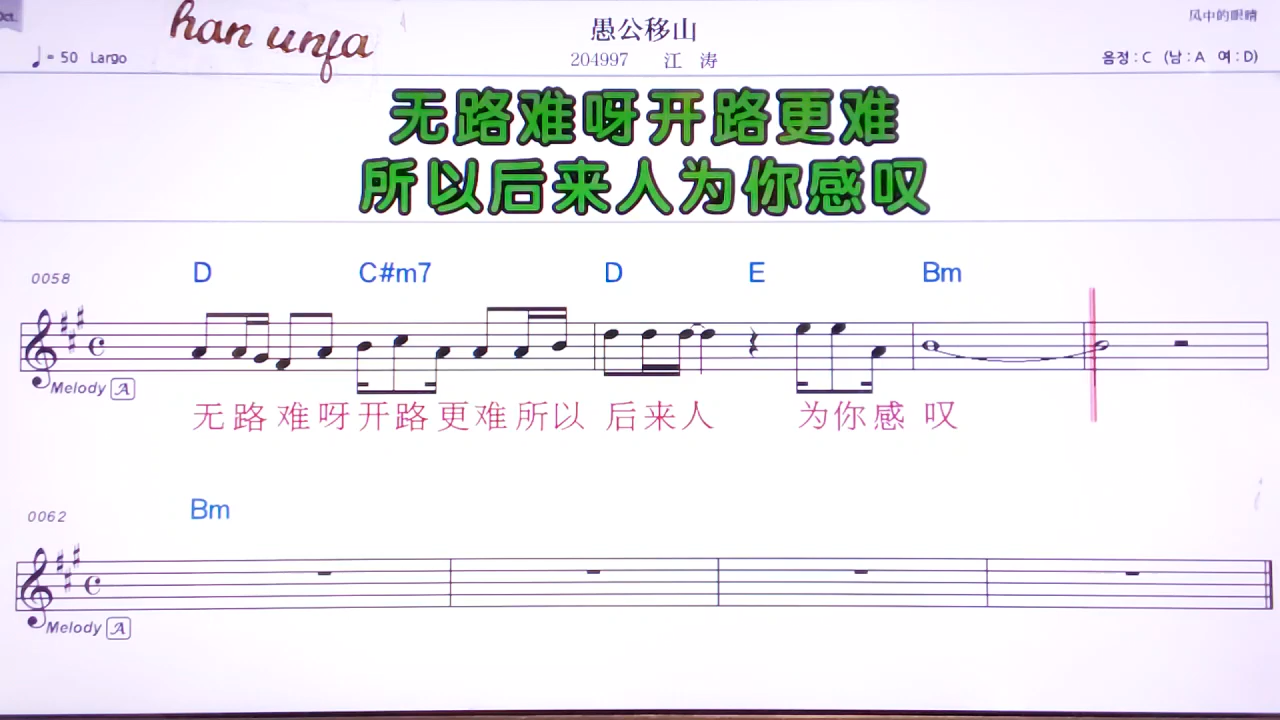 Oct.
han unfa
愚公移山
风中的眼睛
♩= 50 Largo
204997 江 涛
음정 : C (남 : A 여 : D)
无路难呀开路更难
所以后来人为你感叹
0058
D C#m7 D E Bm
Melody A
无路难呀开路更难所以 后来人 为你感 叹
0062
Bm
Melody A